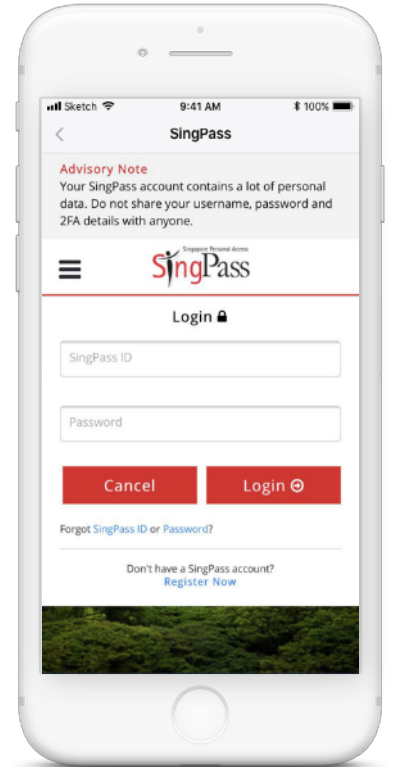 Sketch 9:41 AM 100%
SingPass
Advisory Note
Your SingPass account contains a lot of personal
data. Do not share your username, password and
2FA details with anyone.
Singapore Personal Access
SingPass
Login
SingPass ID
Password
Cancel Login
Forgot SingPass ID or Password?
Don't have a SingPass account?
Register Now